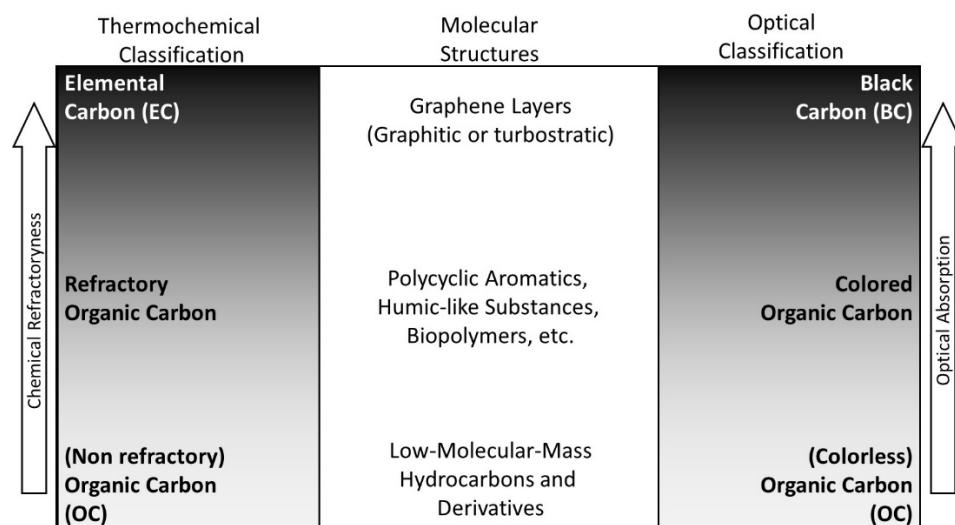 Thermochemical
Classification
Molecular
Structures
Optical
Classification
Elemental
Carbon (EC)
Graphene Layers
(Graphitic or turbostratic)
Black
Carbon (BC)
Chemical Refractoryness
Refractory
Organic Carbon
Polycyclic Aromatics,
Humic-like Substances,
Biopolymers, etc.
Colored
Organic Carbon
Optical Absorption
(Non refractory)
Organic Carbon
(OC)
Low-Molecular-Mass
Hydrocarbons and
Derivatives
(Colorless)
Organic Carbon
(OC)